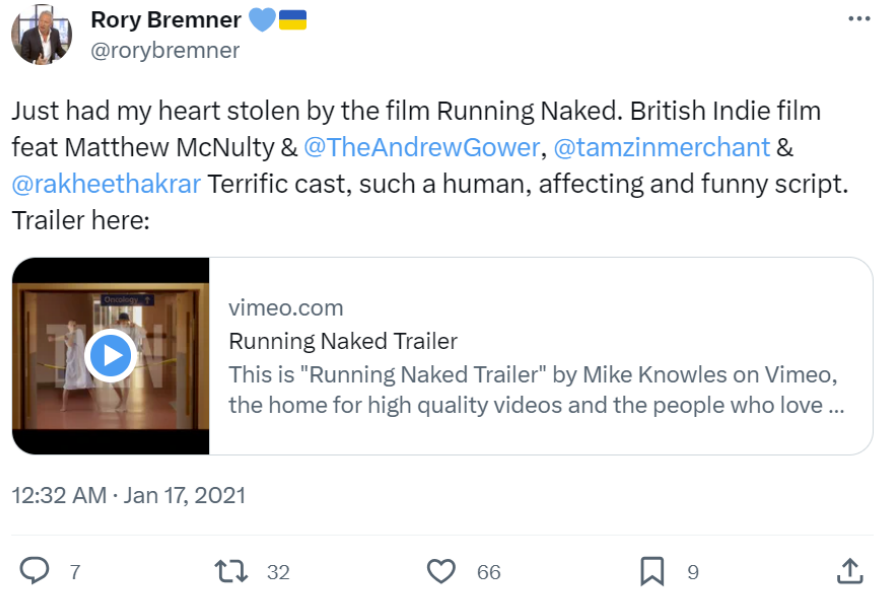 Rory Bremner 💙🇺🇦
@rorybremner
Just had my heart stolen by the film Running Naked. British Indie film
feat Matthew McNulty & @TheAndrewGower, @tamzinmerchant &
@rakheethakrar Terrific cast, such a human, affecting and funny script.
Trailer here:
Oncology ↑
vimeo.com
Running Naked Trailer
This is "Running Naked Trailer" by Mike Knowles on Vimeo,
the home for high quality videos and the people who love ...
12:32 AM · Jan 17, 2021
7 32 66 9